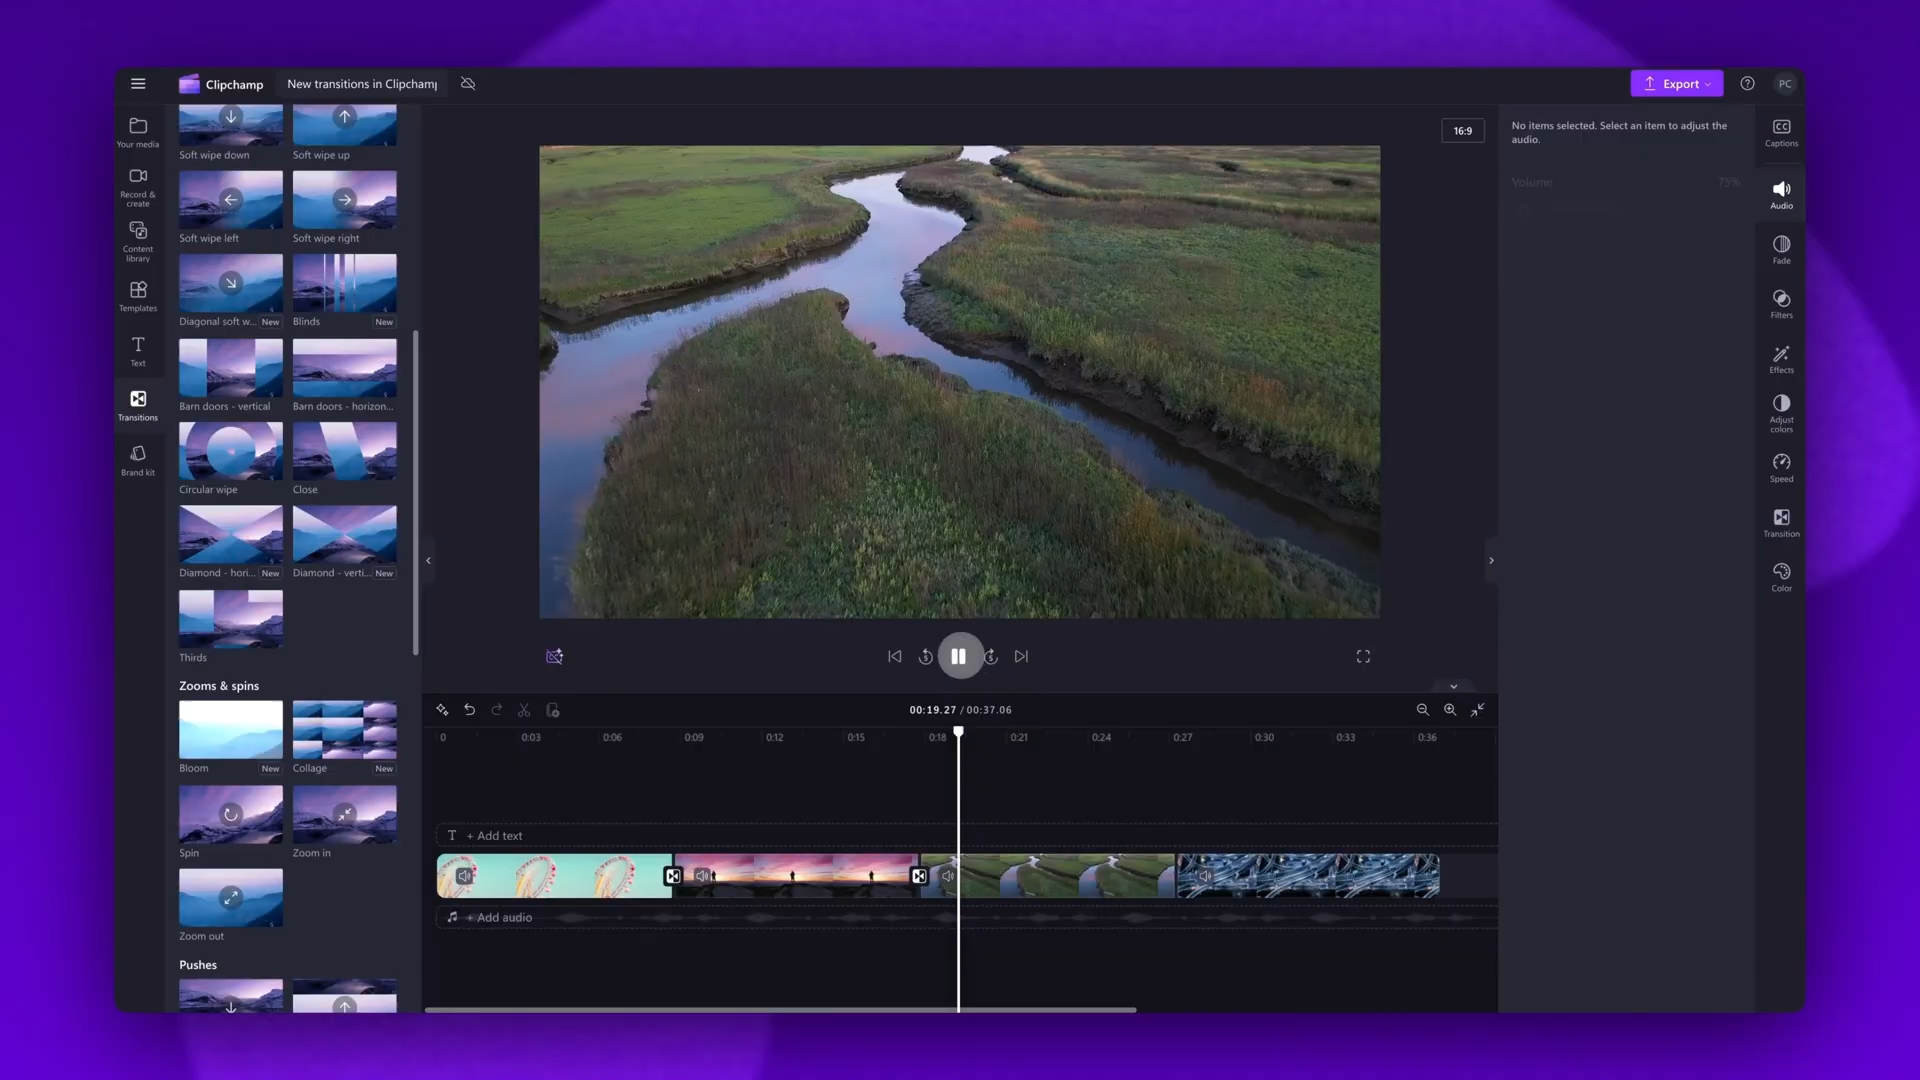 Clipchamp
New transitions in Clipchamp
Export
PC
Your media
Record &
create
Content
library
Templates
Text
Transitions
Brand kit
Soft wipe down
Soft wipe up
Soft wipe left
Soft wipe right
Diagonal soft w...
New
Blinds
New
Barn doors - vertical
Barn doors - horizon...
Circular wipe
Close
Diamond - hori...
New
Diamond - verti...
New
Thirds
Zooms & spins
Bloom
New
Collage
New
Spin
Zoom in
Zoom out
Pushes
16:9
5
5
00:19.27 / 00:37.06
0
0:03
0:06
0:09
0:12
0:15
0:18
0:21
0:24
0:27
0:30
0:33
0:36
T + Add text
+ Add audio
No items selected. Select an item to adjust the
audio.
Volume
75%
CC
Captions
Audio
Fade
Filters
Effects
Adjust
colors
Speed
Transition
Color